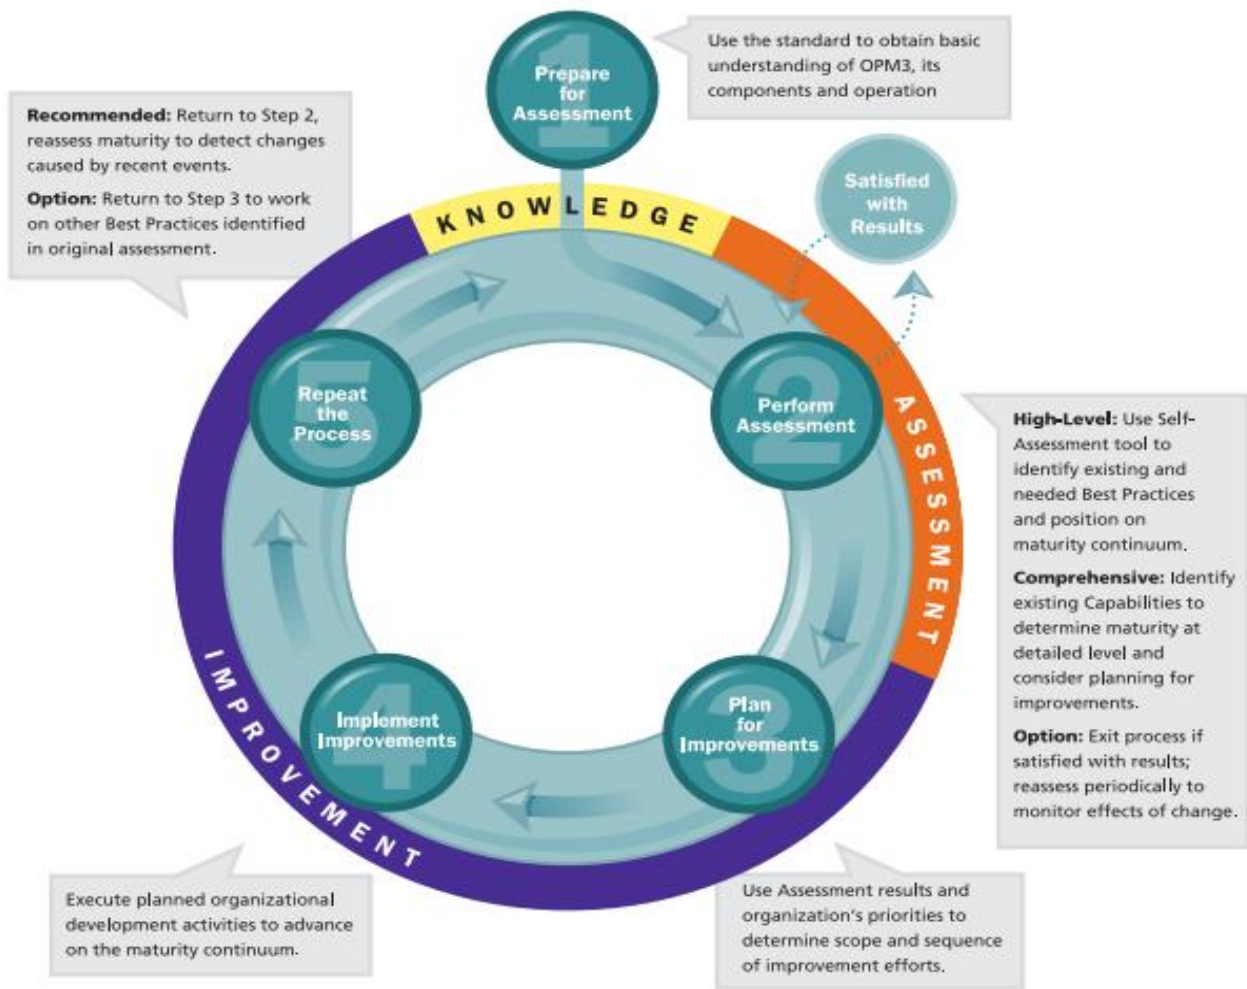 1
Prepare
for
Assessment
Use the standard to obtain basic
understanding of OPM3, its
components and operation
Recommended: Return to Step 2,
reassess maturity to detect changes
caused by recent events.
Option: Return to Step 3 to work
on other Best Practices identified
in original assessment.
Satisfied
with
Results
KNOWLEDGE
ASSESSMENT
IMPROVEMENT
2
Perform
Assessment
High-Level: Use Self-
Assessment tool to
identify existing and
needed Best Practices
and position on
maturity continuum.
Comprehensive: Identify
existing Capabilities to
determine maturity at
detailed level and
consider planning for
improvements.
Option: Exit process if
satisfied with results;
reassess periodically to
monitor effects of change.
3
Plan
for
Improvements
Use Assessment results and
organization's priorities to
determine scope and sequence
of improvement efforts.
4
Implement
Improvements
Execute planned organizational
development activities to advance
on the maturity continuum.
5
Repeat
the
Process